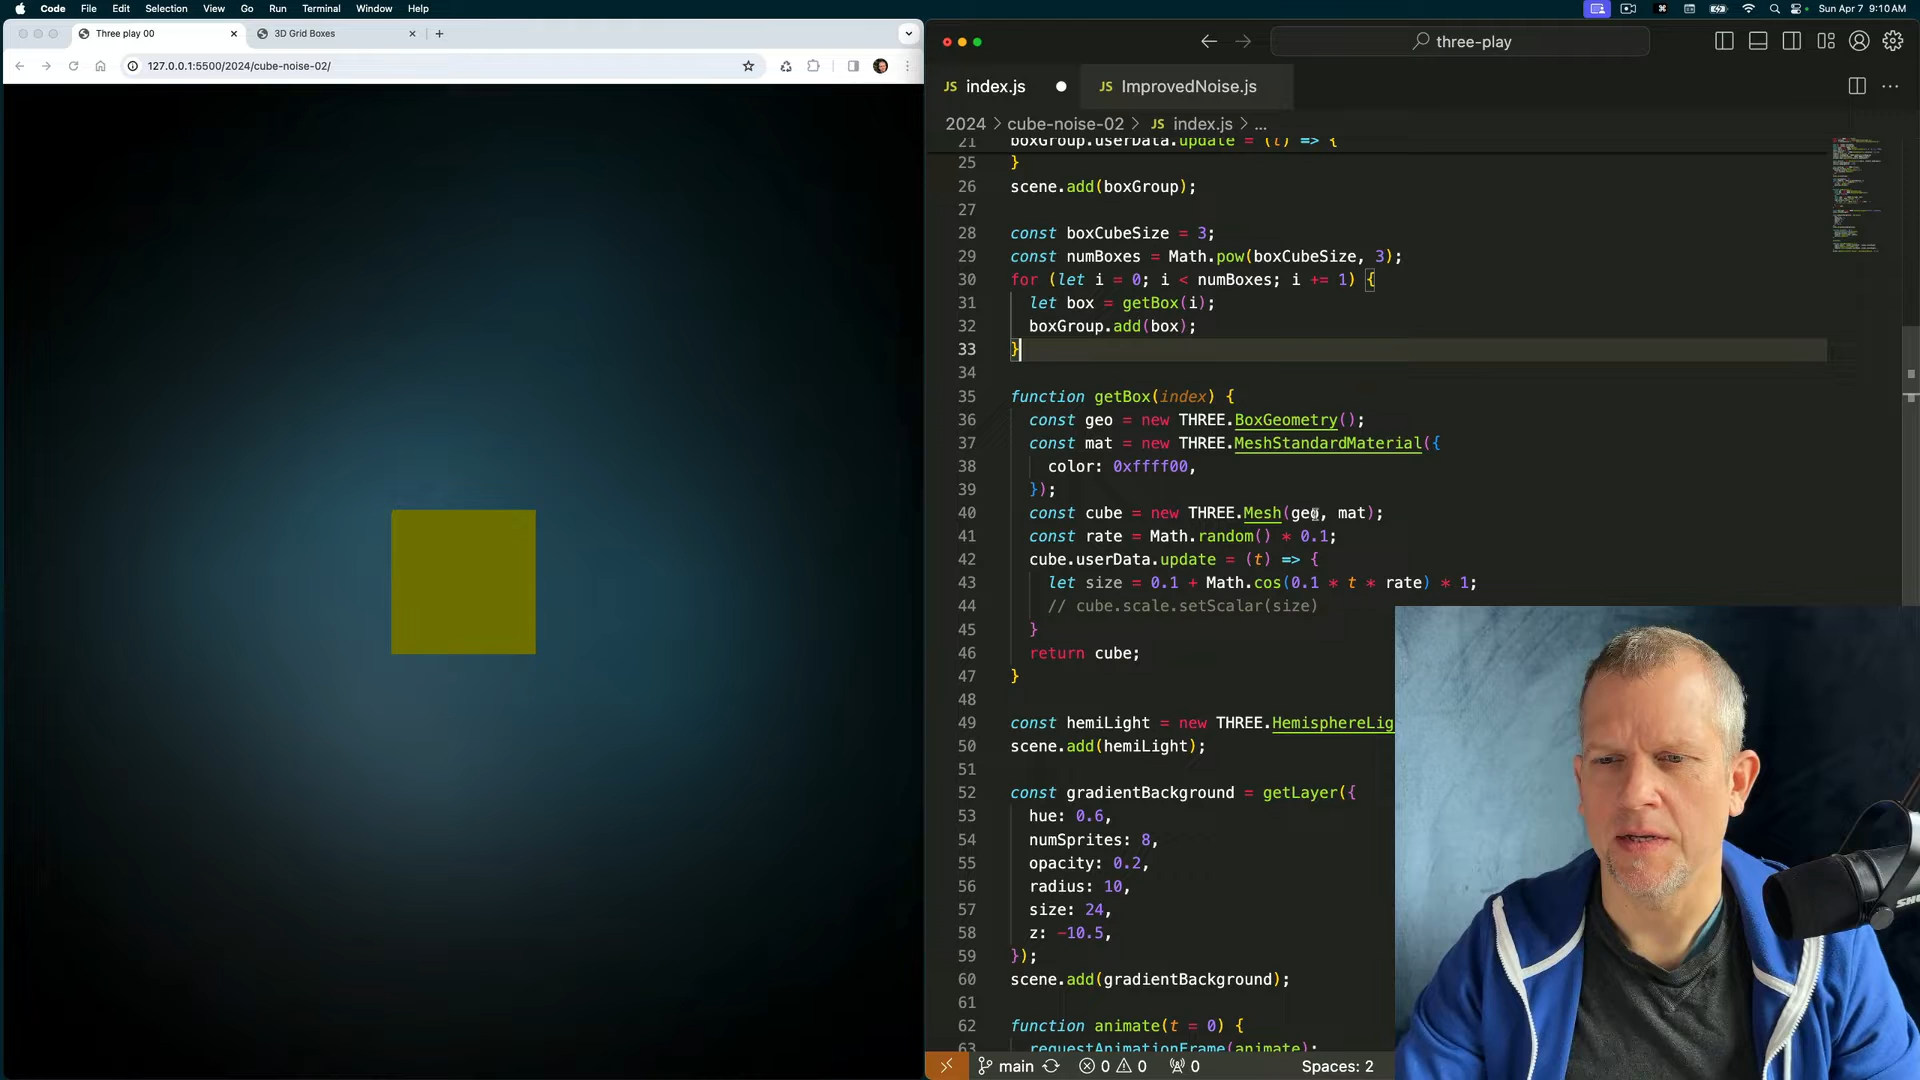 Code File Edit Selection View Go Run Terminal Window Help
Sun Apr 7 9:10 AM
Three play 00
3D Grid Boxes
127.0.0.1:5500/2024/cube-noise-02/
three-play
JS index.js
JS ImprovedNoise.js
2024 > cube-noise-02 > JS index.js > ...
21 boxGroup.userData.update = (t) => {
25 }
26 scene.add(boxGroup);
27
28 const boxCubeSize = 3;
29 const numBoxes = Math.pow(boxCubeSize, 3);
30 for (let i = 0; i < numBoxes; i += 1) {
31 let box = getBox(i);
32 boxGroup.add(box);
33 }
34
35 function getBox(index) {
36 const geo = new THREE.BoxGeometry();
37 const mat = new THREE.MeshStandardMaterial({
38 color: 0xffff00,
39 });
40 const cube = new THREE.Mesh(geo, mat);
41 const rate = Math.random() * 0.1;
42 cube.userData.update = (t) => {
43 let size = 0.1 + Math.cos(0.1 * t * rate) * 1;
44 // cube.scale.setScalar(size)
45 }
46 return cube;
47 }
48
49 const hemiLight = new THREE.HemisphereLig
50 scene.add(hemiLight);
51
52 const gradientBackground = getLayer({
53 hue: 0.6,
54 numSprites: 8,
55 opacity: 0.2,
56 radius: 10,
57 size: 24,
58 z: -10.5,
59 });
60 scene.add(gradientBackground);
61
62 function animate(t = 0) {
63 requestAnimationFrame(animate);
main 0 0 0 Spaces: 2